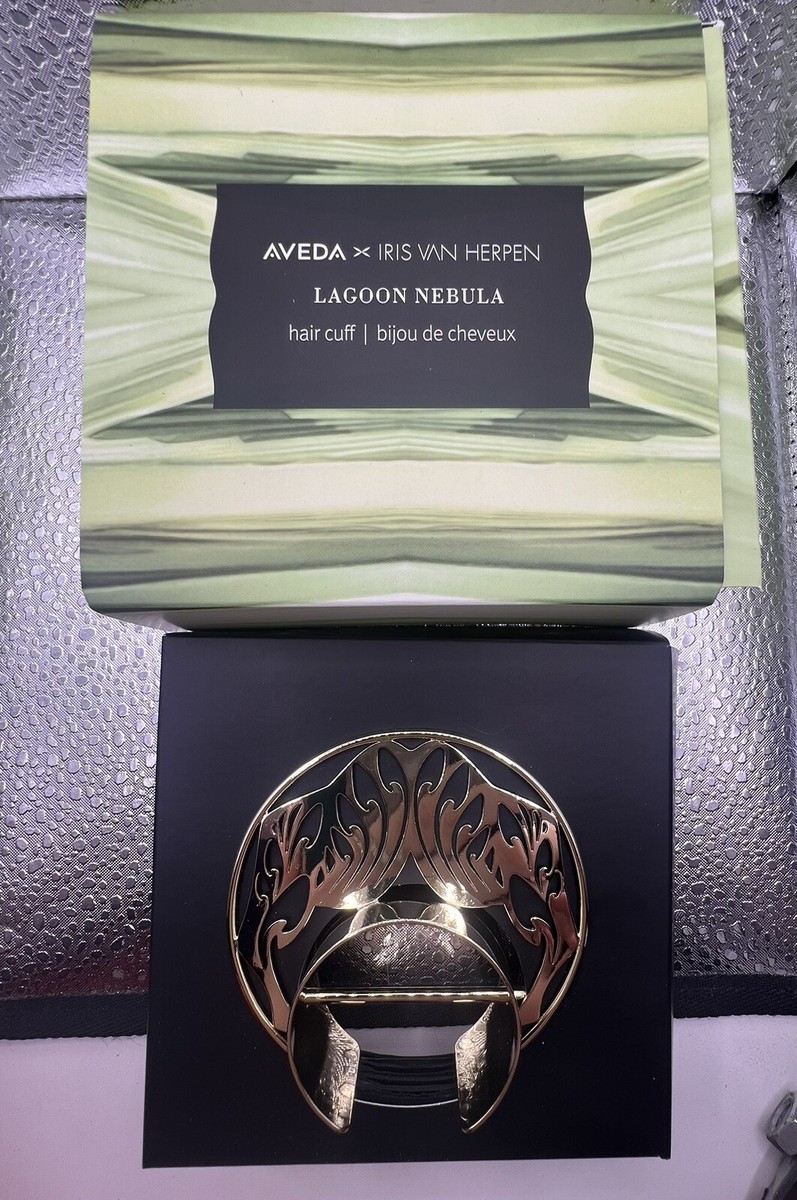 AVEDA × IRIS VAN HERPEN
LAGOON NEBULA
hair cuff | bijou de cheveux